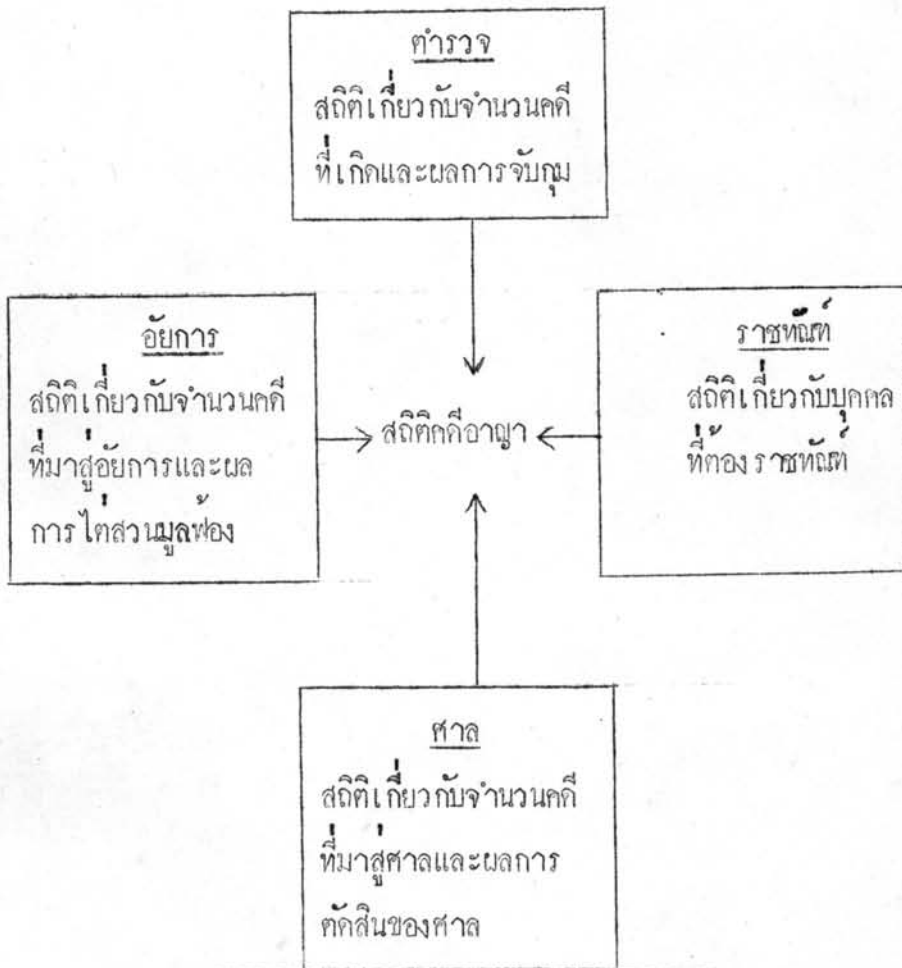 ตำรวจ
สถิติเกี่ยวกับจำนวนคดี
ที่เกิดและผลการจับกุม
อัยการ
สถิติเกี่ยวกับจำนวนคดี
ที่มาสู่อัยการและผล
การไต่สวนมูลฟ้อง
สถิติคดีอาญา
ราชทัณฑ์
สถิติเกี่ยวกับบุคคล
ที่ต้องราชทัณฑ์
ศาล
สถิติเกี่ยวกับจำนวนคดี
ที่มาสู่ศาลและผลการ
ตัดสินของศาล